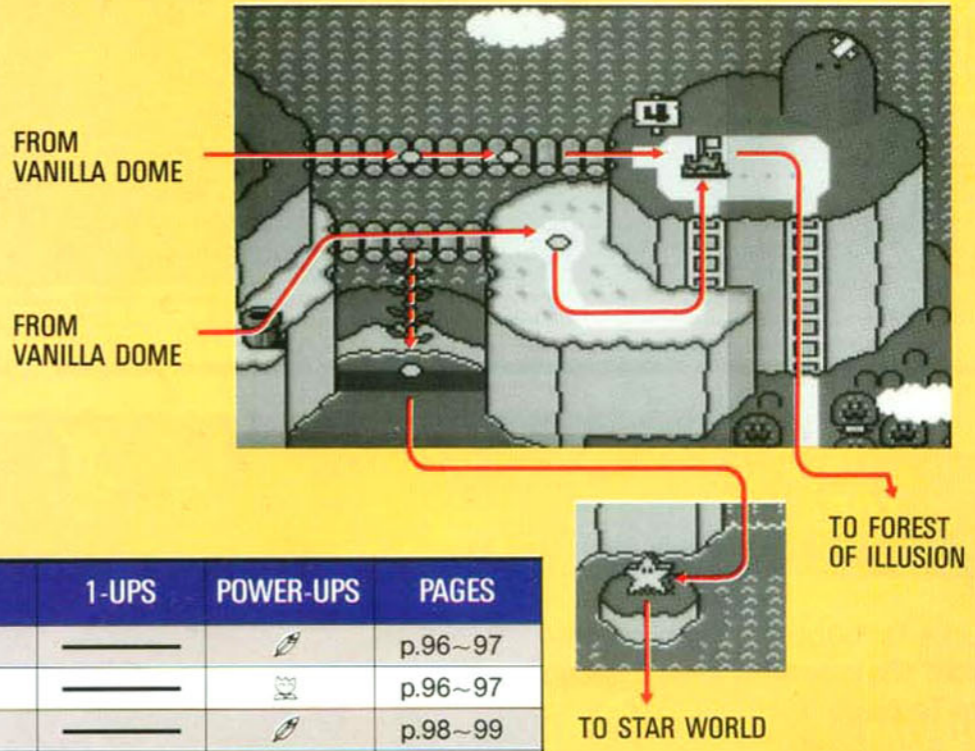 FROM
VANILLA DOME
FROM
VANILLA DOME
TO FOREST
OF ILLUSION
TO STAR WORLD
1-UPS POWER-UPS PAGES
p.96~97
p.96~97
p.98~99